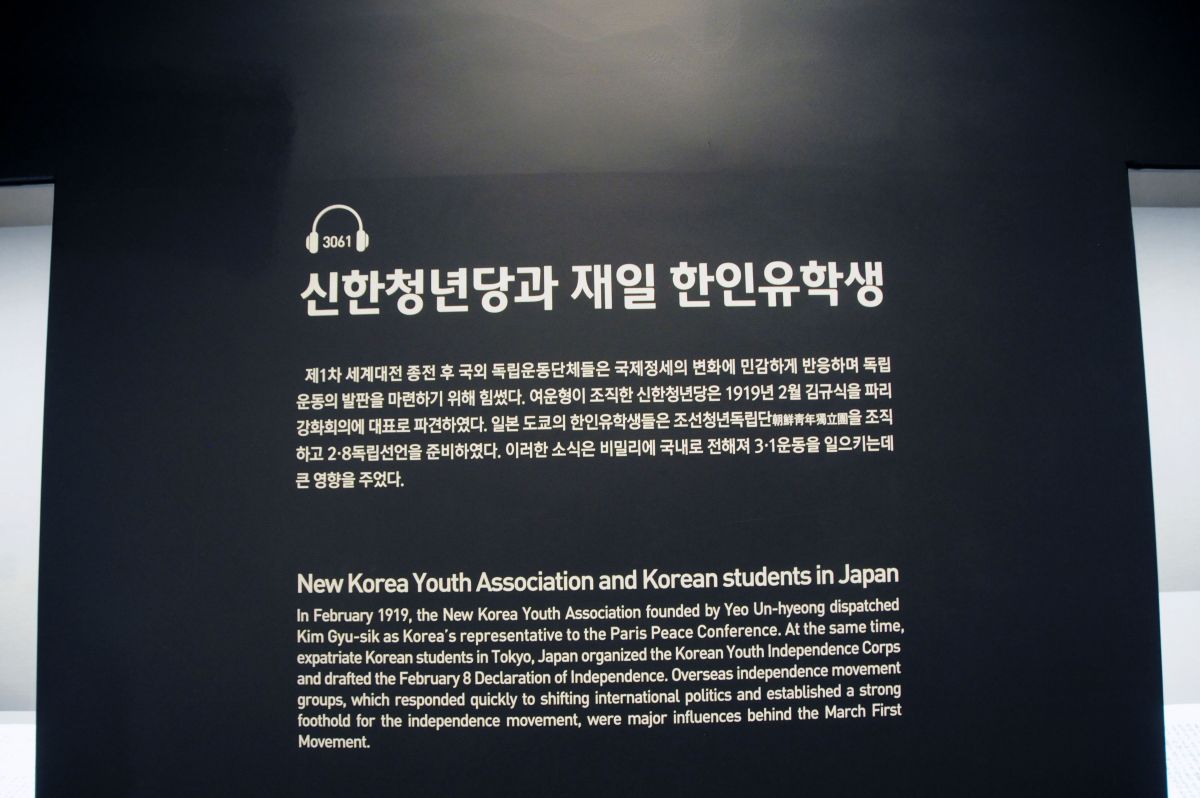 3061
신한청년당과 재일 한인유학생
제1차 세계대전 종전 후 국외 독립운동단체들은 국제정세의 변화에 민감하게 반응하며 독립
운동의 발판을 마련하기 위해 힘썼다. 여운형이 조직한 신한청년당은 1919년 2월 김규식을 파리
강화회의에 대표로 파견하였다. 일본 도쿄의 한인유학생들은 조선청년독립단朝鮮靑年獨立團을 조직
하고 2·8독립선언을 준비하였다. 이러한 소식은 비밀리에 국내로 전해져 3·1운동을 일으키는데
큰 영향을 주었다.
New Korea Youth Association and Korean students in Japan
In February 1919, the New Korea Youth Association founded by Yeo Un-hyeong dispatched
Kim Gyu-sik as Korea's representative to the Paris Peace Conference. At the same time,
expatriate Korean students in Tokyo, Japan organized the Korean Youth Independence Corps
and drafted the February 8 Declaration of Independence. Overseas independence movement
groups, which responded quickly to shifting international politics and established a strong
foothold for the independence movement, were major influences behind the March First
Movement.